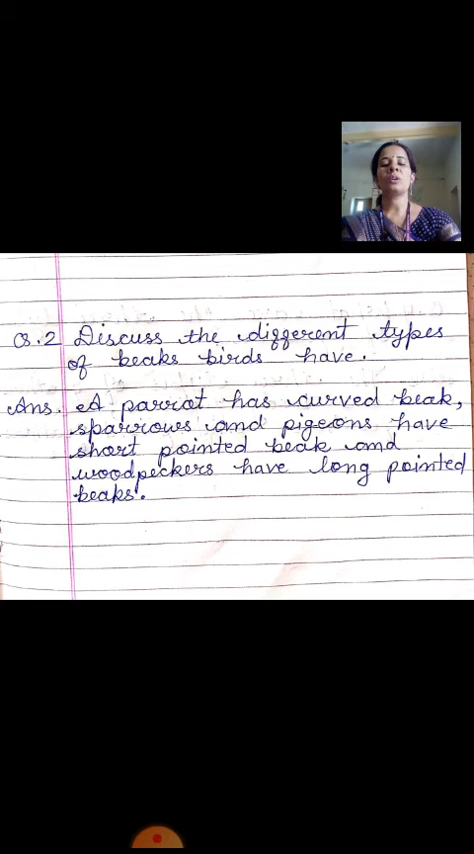 Q.2 Discuss the different types
of beaks birds have.
Ans. A parrot has curved beak,
sparrows and pigeons have
short pointed beak and
woodpeckers have long pointed
beaks.